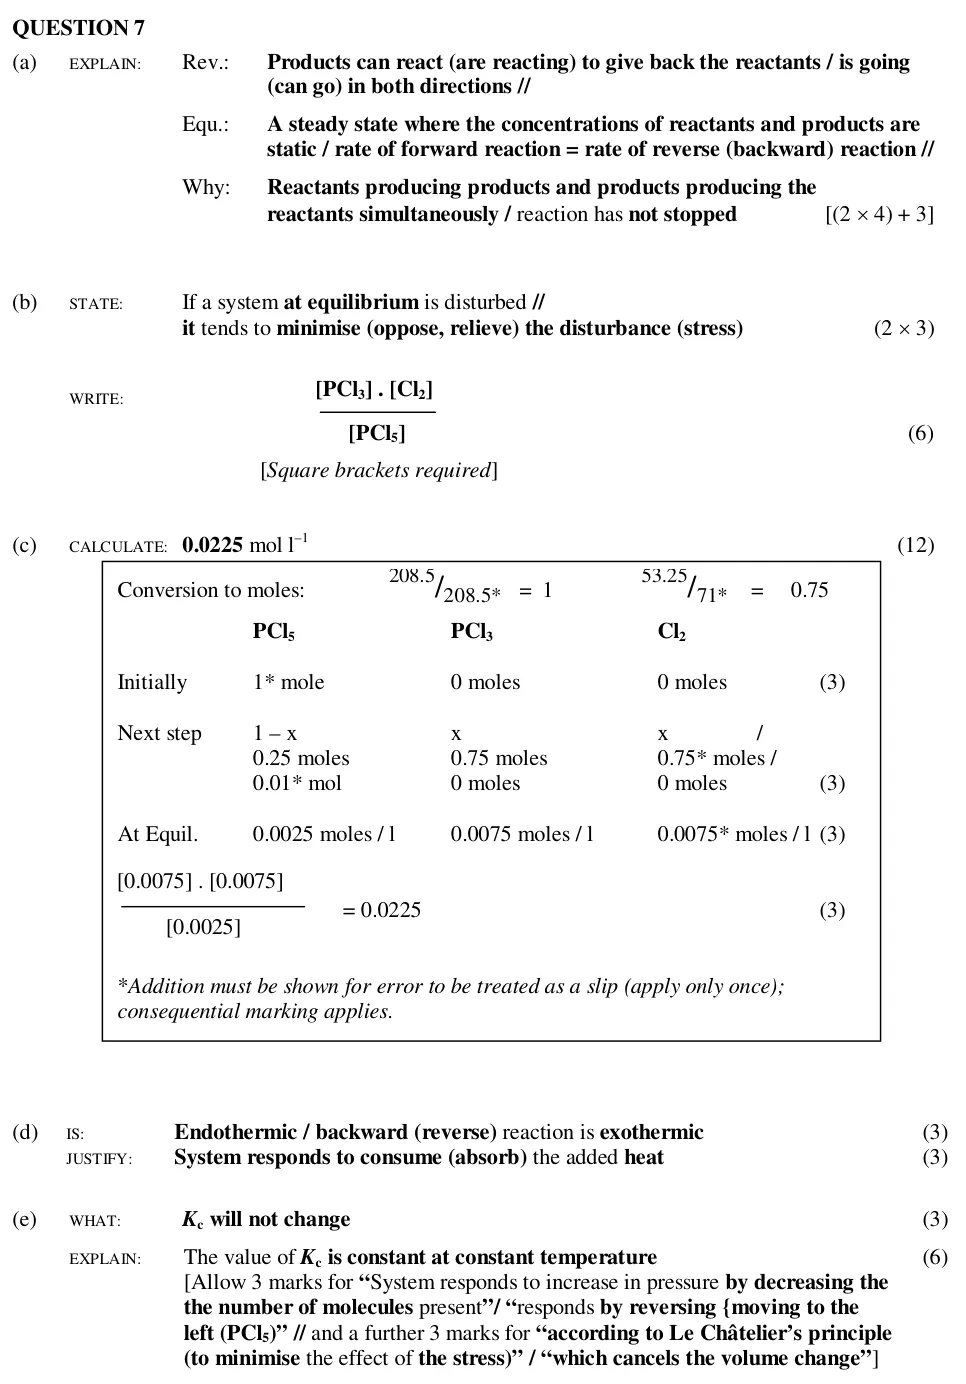 QUESTION 7
(a) EXPLAIN: Rev.: Products can react (are reacting) to give back the reactants / is going
(can go) in both directions //
Equ.: A steady state where the concentrations of reactants and products are
static / rate of forward reaction = rate of reverse (backward) reaction //
Why: Reactants producing products and products producing the
reactants simultaneously / reaction has not stopped [(2 × 4) + 3]
(b) STATE: If a system at equilibrium is disturbed //
it tends to minimise (oppose, relieve) the disturbance (stress) (2 × 3)
WRITE: [PCl₃] . [Cl₂]
[PCl₅] (6)
[Square brackets required]
(c) CALCULATE: 0.0225 mol l⁻¹ (12)
Conversion to moles: 208.5/208.5* = 1 53.25/71* = 0.75
PCl₅ PCl₃ Cl₂
Initially 1* mole 0 moles 0 moles (3)
Next step 1 – x x x /
0.25 moles 0.75 moles 0.75* moles /
0.01* mol 0 moles 0 moles (3)
At Equil. 0.0025 moles / l 0.0075 moles / l 0.0075* moles / l (3)
[0.0075] . [0.0075]
= 0.0225 (3)
[0.0025]
*Addition must be shown for error to be treated as a slip (apply only once);
consequential marking applies.
(d) IS: Endothermic / backward (reverse) reaction is exothermic (3)
JUSTIFY: System responds to consume (absorb) the added heat (3)
(e) WHAT: Kc will not change (3)
EXPLAIN: The value of Kc is constant at constant temperature (6)
[Allow 3 marks for “System responds to increase in pressure by decreasing the
the number of molecules present”/ “responds by reversing {moving to the
left (PCl₅)” // and a further 3 marks for “according to Le Châtelier’s principle
(to minimise the effect of the stress)” / “which cancels the volume change”]